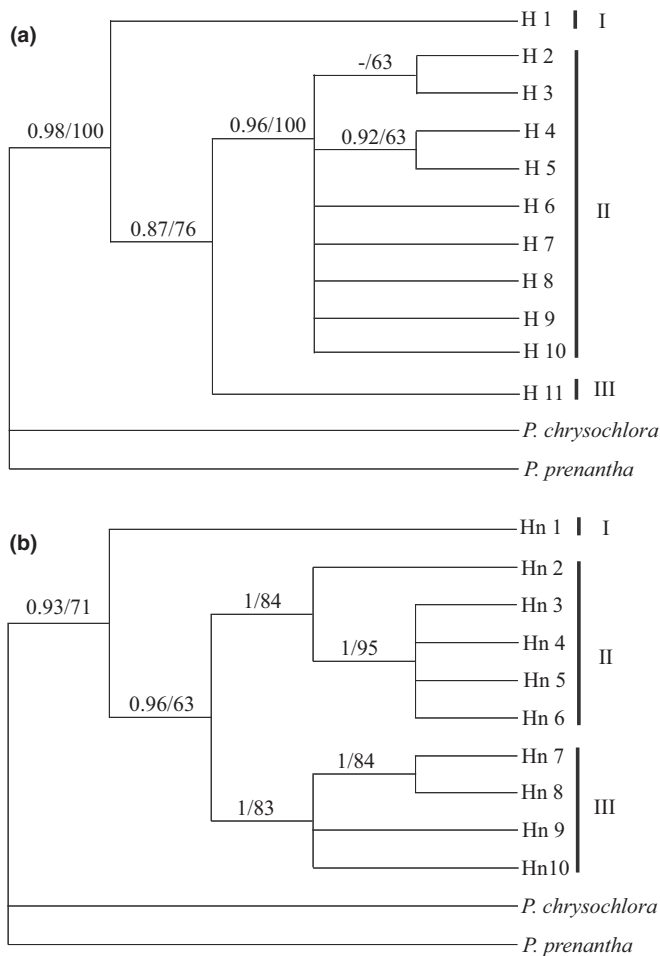 (a)
H 1 I
H 2
-/63
H 3
0.98/100 0.96/100 H 4
0.92/63
H 5
H 6
II
0.87/76
H 7
H 8
H 9
H 10
H 11 III
P. chrysochlora
P. prenantha
(b)
Hn 1 I
Hn 2
0.93/71 1/84 Hn 3
Hn 4
1/95 II
Hn 5
0.96/63 Hn 6
Hn 7
1/84
Hn 8
1/83 III
Hn 9
Hn10
P. chrysochlora
P. prenantha